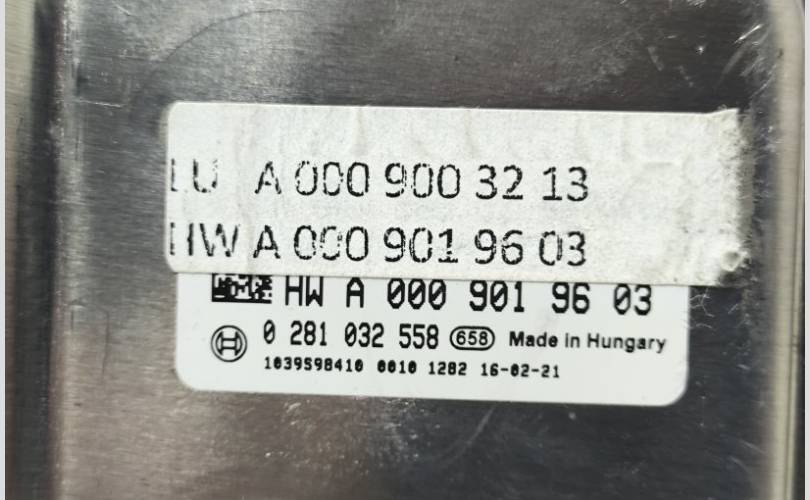 LU A 000 900 32 13
HW A 000 901 96 03
HW A 000 901 96 03
0 281 032 558 658 Made in Hungary
1039S98410 0010 1282 16-02-21